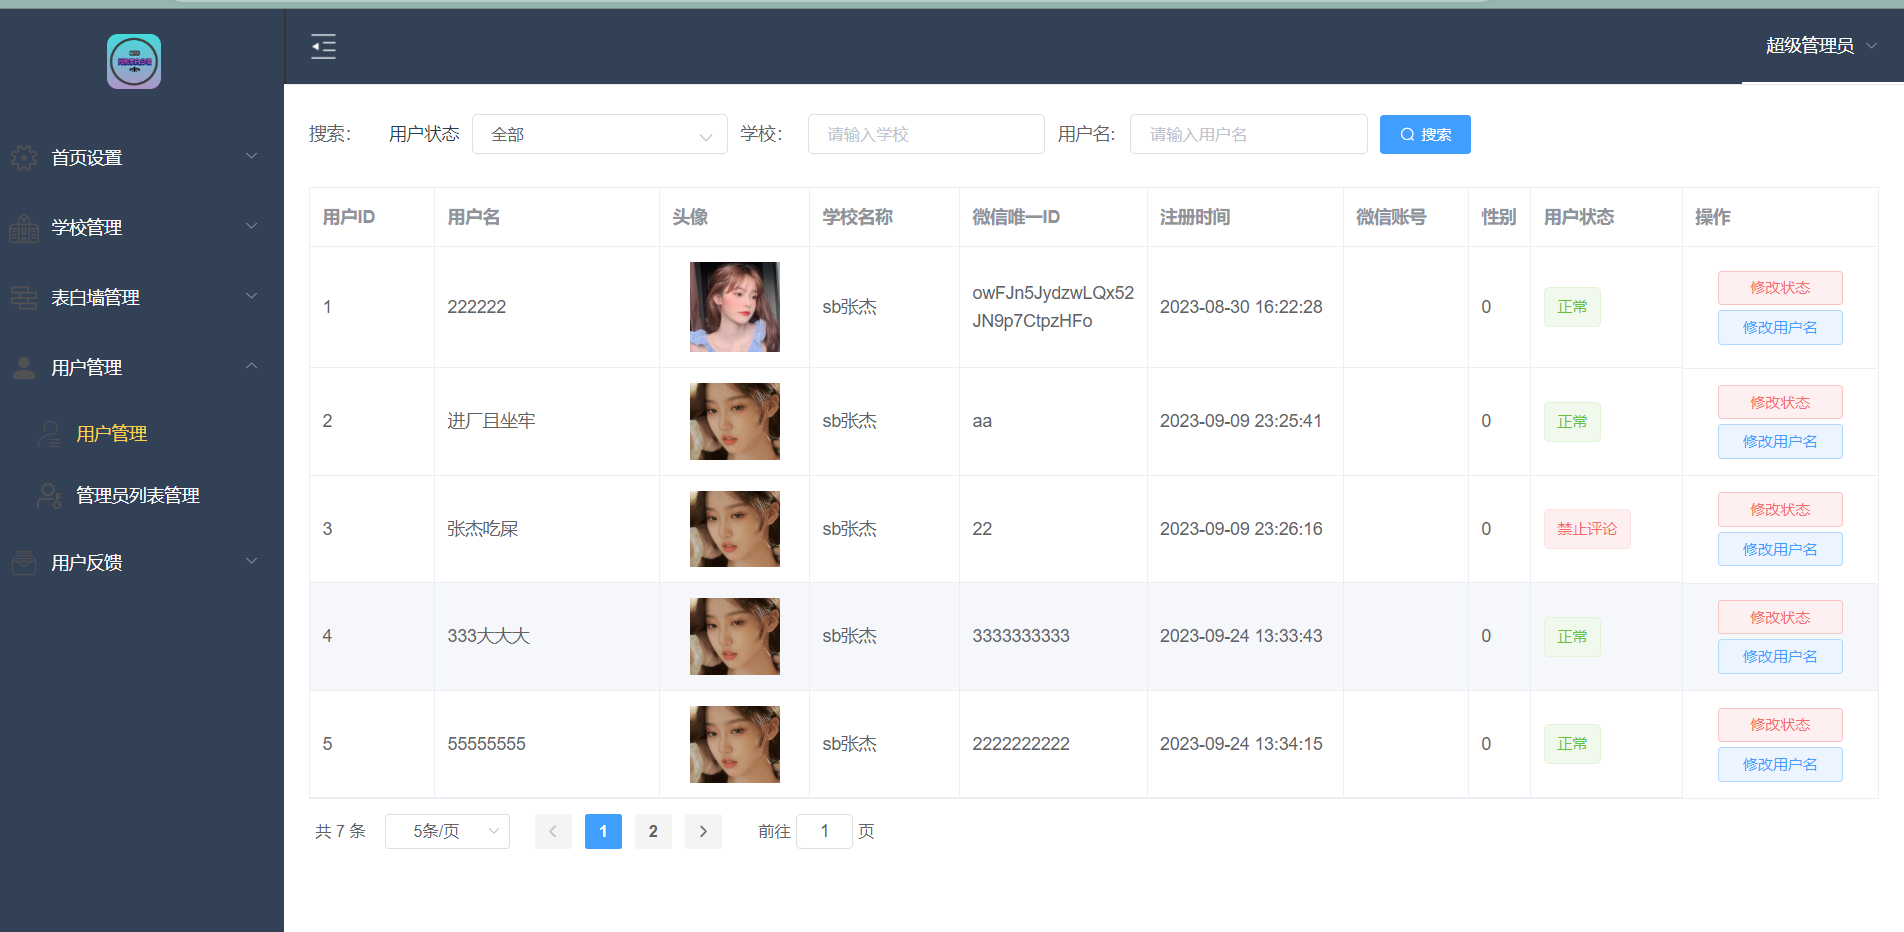 超级管理员
首页设置
学校管理
表白墙管理
用户管理
用户管理
管理员列表管理
用户反馈
搜索: 用户状态 全部 学校: 请输入学校 用户名: 请输入用户名 搜索
用户ID 用户名 头像 学校名称 微信唯一ID 注册时间 微信账号 性别 用户状态 操作
1 222222 sb张杰 owFJn5JydzwLQx52 2023-08-30 16:22:28 0 正常 修改状态
JN9p7CtpzHFo 修改用户名
2 进厂且坐牢 sb张杰 aa 2023-09-09 23:25:41 0 正常 修改状态
修改用户名
3 张杰吃屎 sb张杰 22 2023-09-09 23:26:16 0 禁止评论 修改状态
修改用户名
4 333大大大 sb张杰 3333333333 2023-09-24 13:33:43 0 正常 修改状态
修改用户名
5 55555555 sb张杰 2222222222 2023-09-24 13:34:15 0 正常 修改状态
修改用户名
共 7 条 5条/页 1 2 前往 1 页